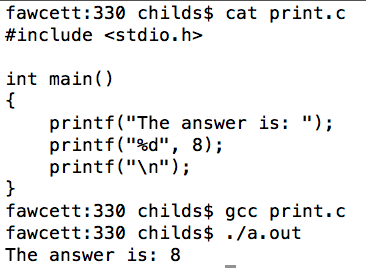 fawcett:330 childs$ cat print.c
#include <stdio.h>

int main()
{
    printf("The answer is: ");
    printf("%d", 8);
    printf("\n");
}
fawcett:330 childs$ gcc print.c
fawcett:330 childs$ ./a.out
The answer is: 8